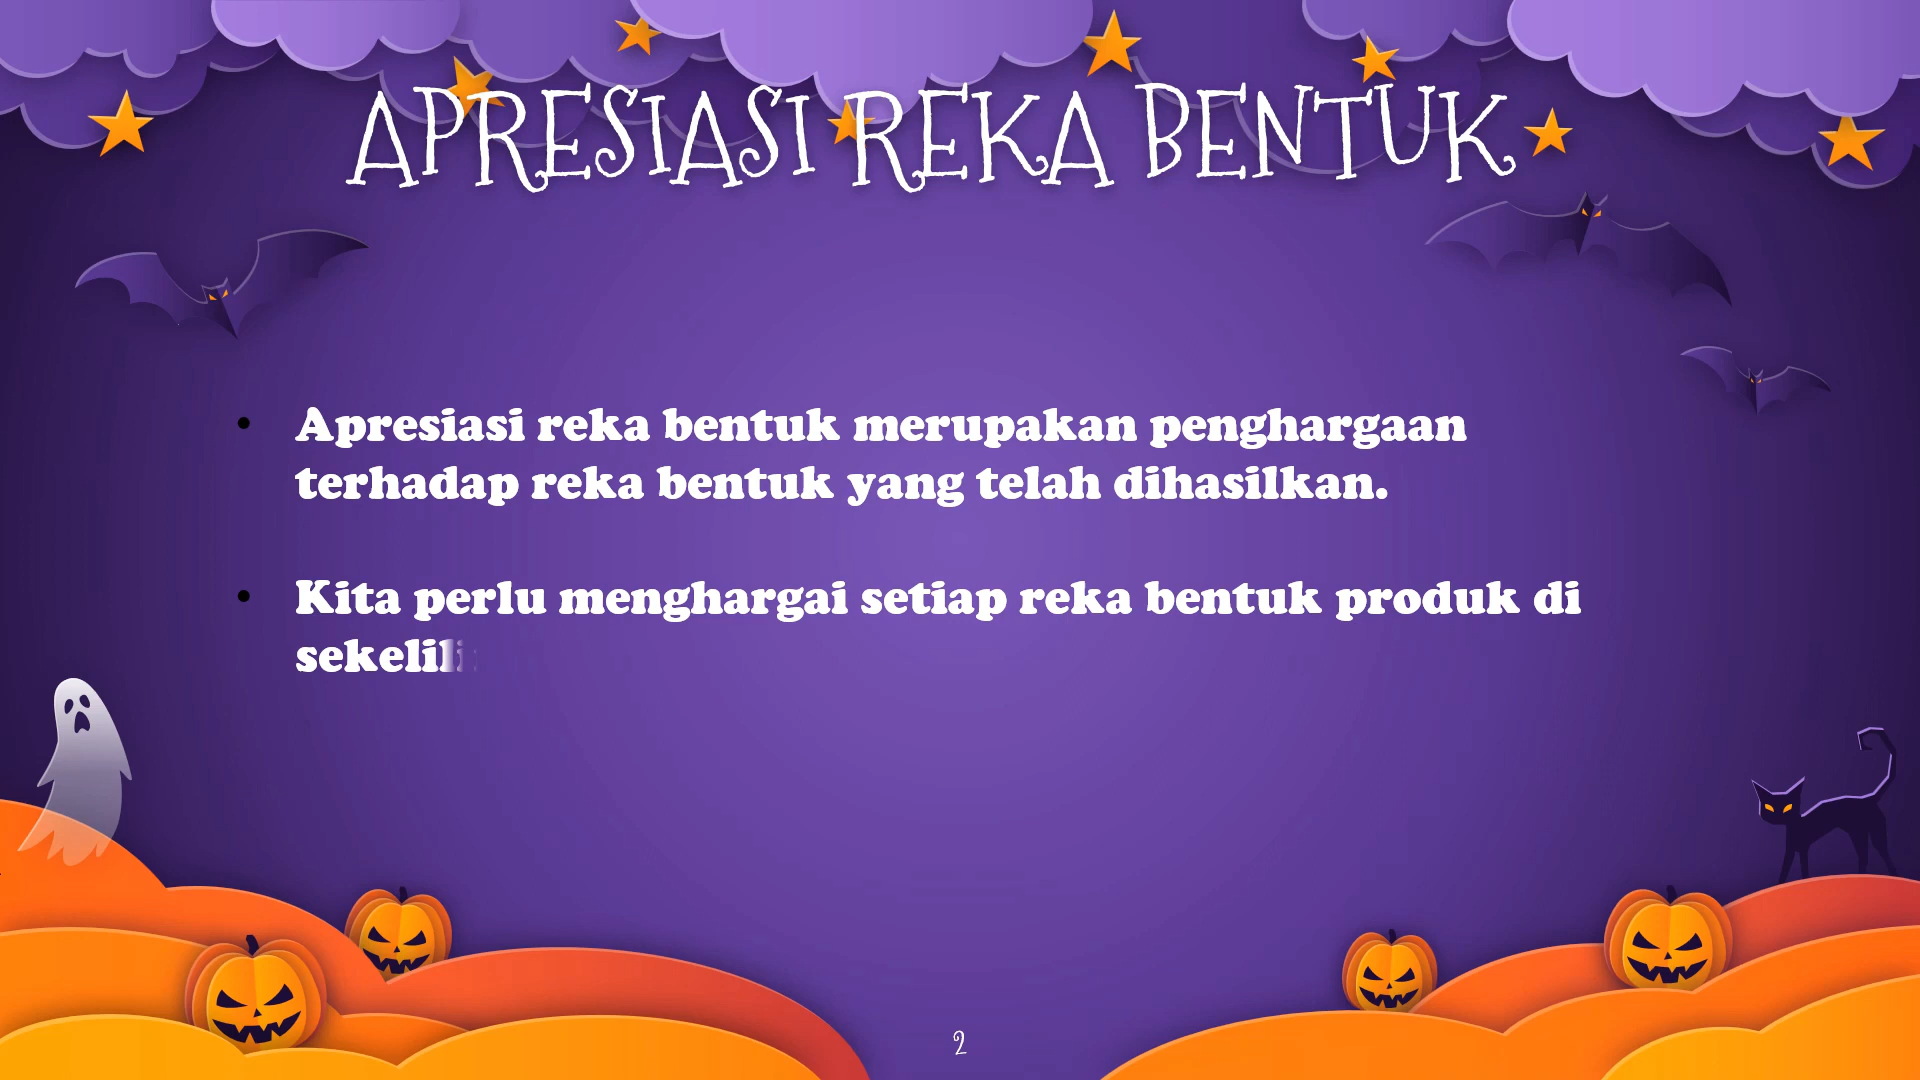 APRESIASI REKA BENTUK
• Apresiasi reka bentuk merupakan penghargaan
terhadap reka bentuk yang telah dihasilkan.
• Kita perlu menghargai setiap reka bentuk produk di
2